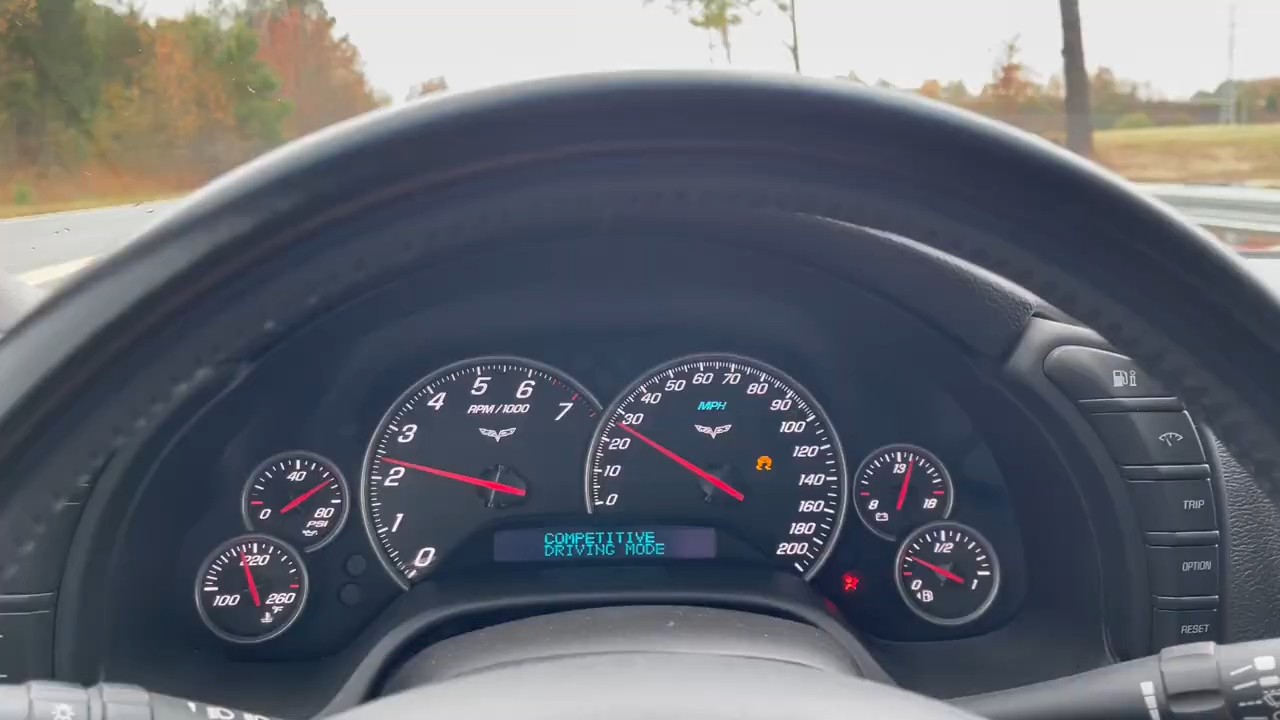 5 6
4 7
3 RPM/1000
2
1
0
50 60 70 80
40 90
30 MPH 100
20 120
10 140
0 160
180
200
COMPETITIVE
DRIVING MODE
40
0 80
PSI
220
100 260
°F
13
8 18
1/2
0 1
i
TRIP
OPTION
RESET